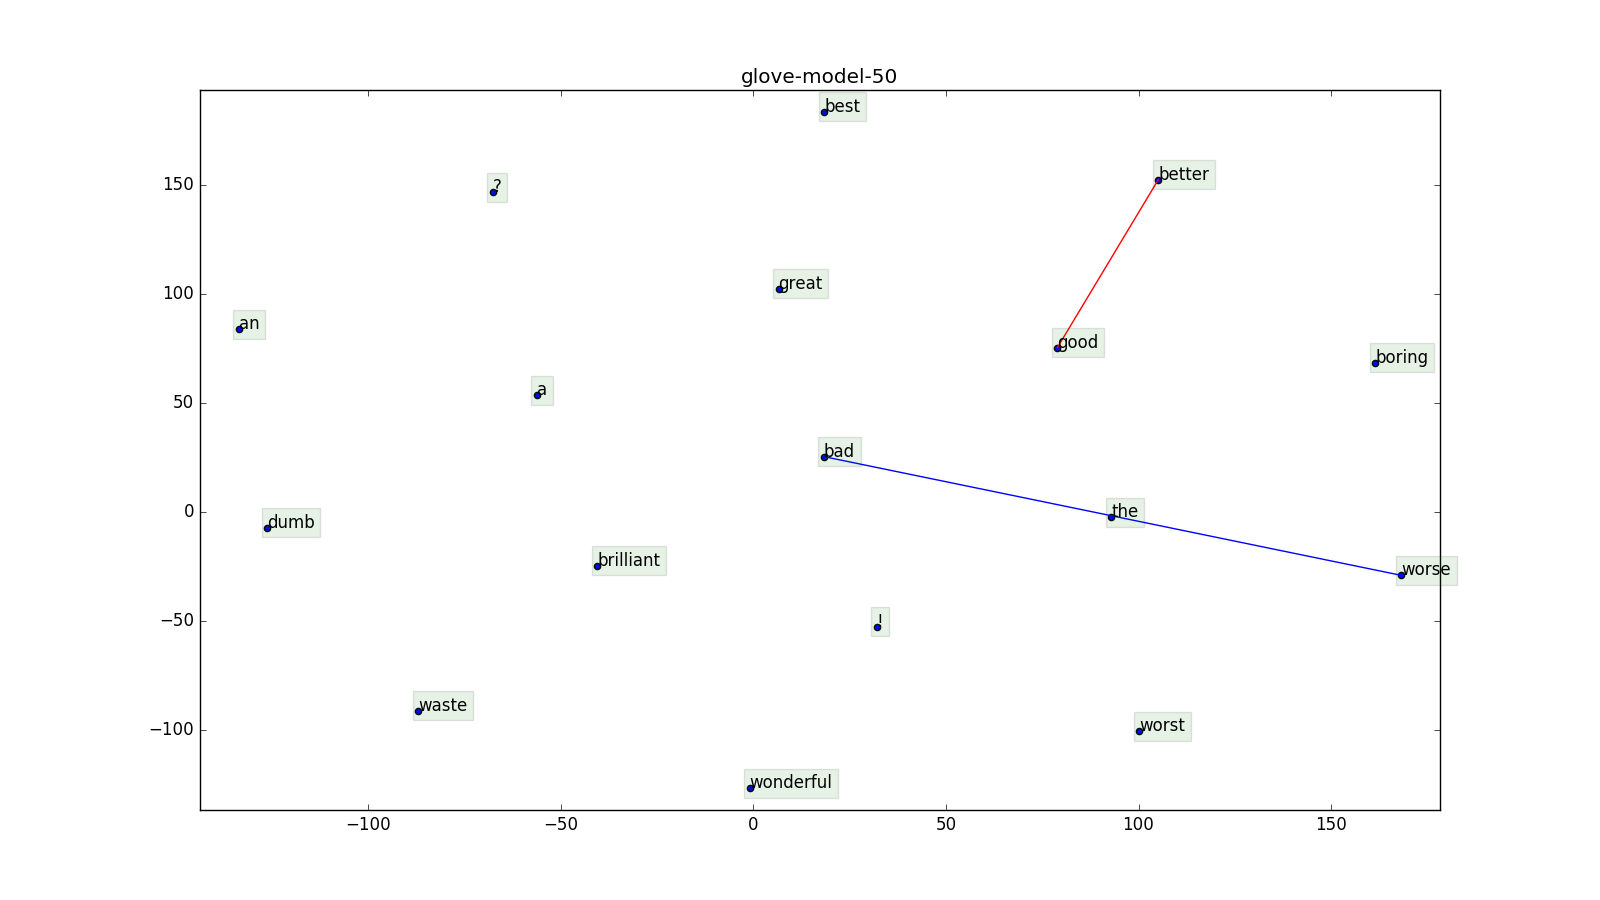 glove-model-50
best
better
?
great
an
good
boring
a
bad
the
dumb
brilliant
worse
waste
worst
wonderful
150
100
50
0
−50
−100
−100
−50
0
50
100
150